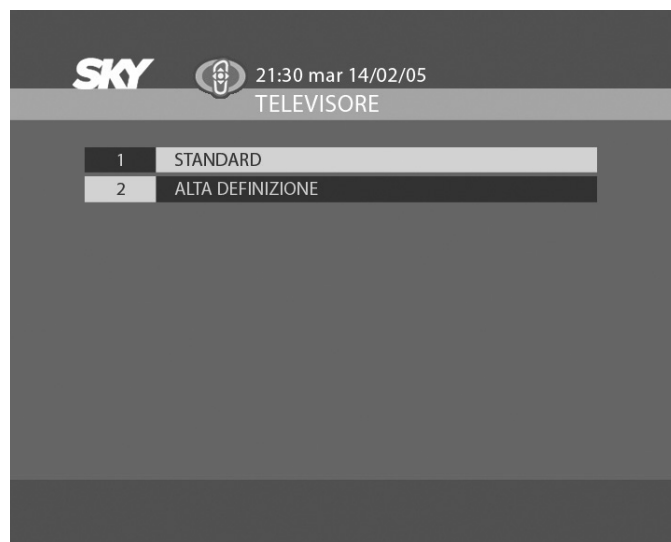 SKY
21:30 mar 14/02/05
TELEVISORE
1 STANDARD
2 ALTA DEFINIZIONE